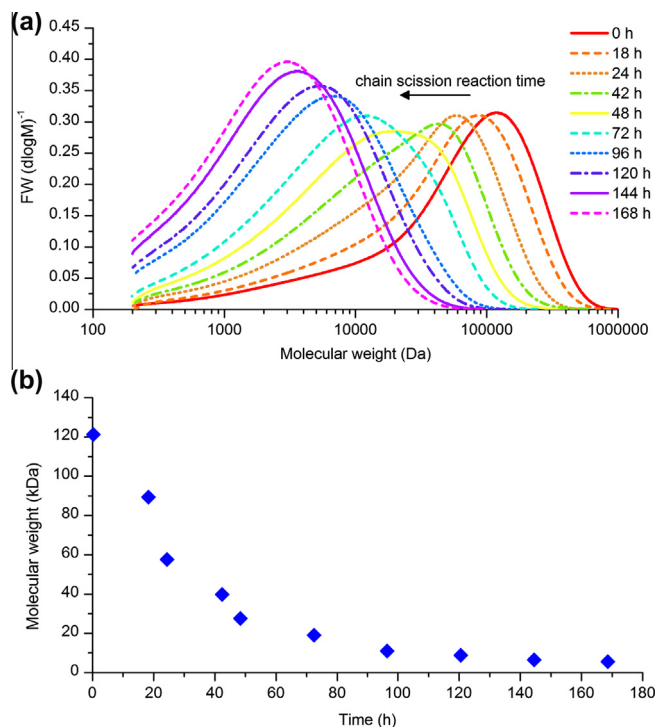 (a)
0.50
0.45
0.40
0.35
0.30
0.25
0.20
0.15
0.10
0.05
0.00
FW (dlogM)-1
chain scission reaction time
0 h
18 h
24 h
42 h
48 h
72 h
96 h
120 h
144 h
168 h
100 1000 10000 100000 1000000
Molecular weight (Da)
(b)
140
120
100
80
60
40
20
0
Molecular weight (kDa)
0 20 40 60 80 100 120 140 160 180
Time (h)